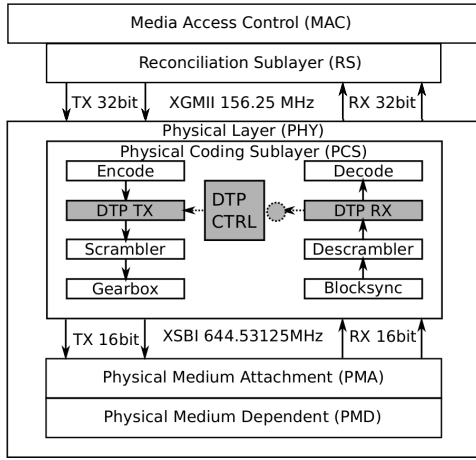 Media Access Control (MAC)
Reconciliation Sublayer (RS)
TX 32bit XGMII 156.25 MHz RX 32bit
Physical Layer (PHY)
Physical Coding Sublayer (PCS)
Encode
DTP TX
Scrambler
Gearbox
DTP
CTRL
Decode
DTP RX
Descrambler
Blocksync
TX 16bit XSBI 644.53125MHz RX 16bit
Physical Medium Attachment (PMA)
Physical Medium Dependent (PMD)